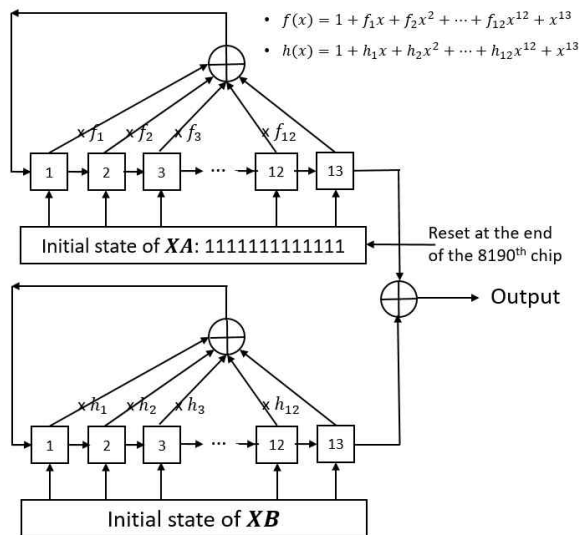 • f(x) = 1 + f₁x + f₂x² + ⋯ + f₁₂x¹² + x¹³
• h(x) = 1 + h₁x + h₂x² + ⋯ + h₁₂x¹² + x¹³
× f₁ × f₂ × f₃ × f₁₂
1 2 3 ⋯ 12 13
Initial state of XA: 1111111111111
Reset at the end
of the 8190ᵗʰ chip
Output
× h₁ × h₂ × h₃ × h₁₂
1 2 3 ⋯ 12 13
Initial state of XB